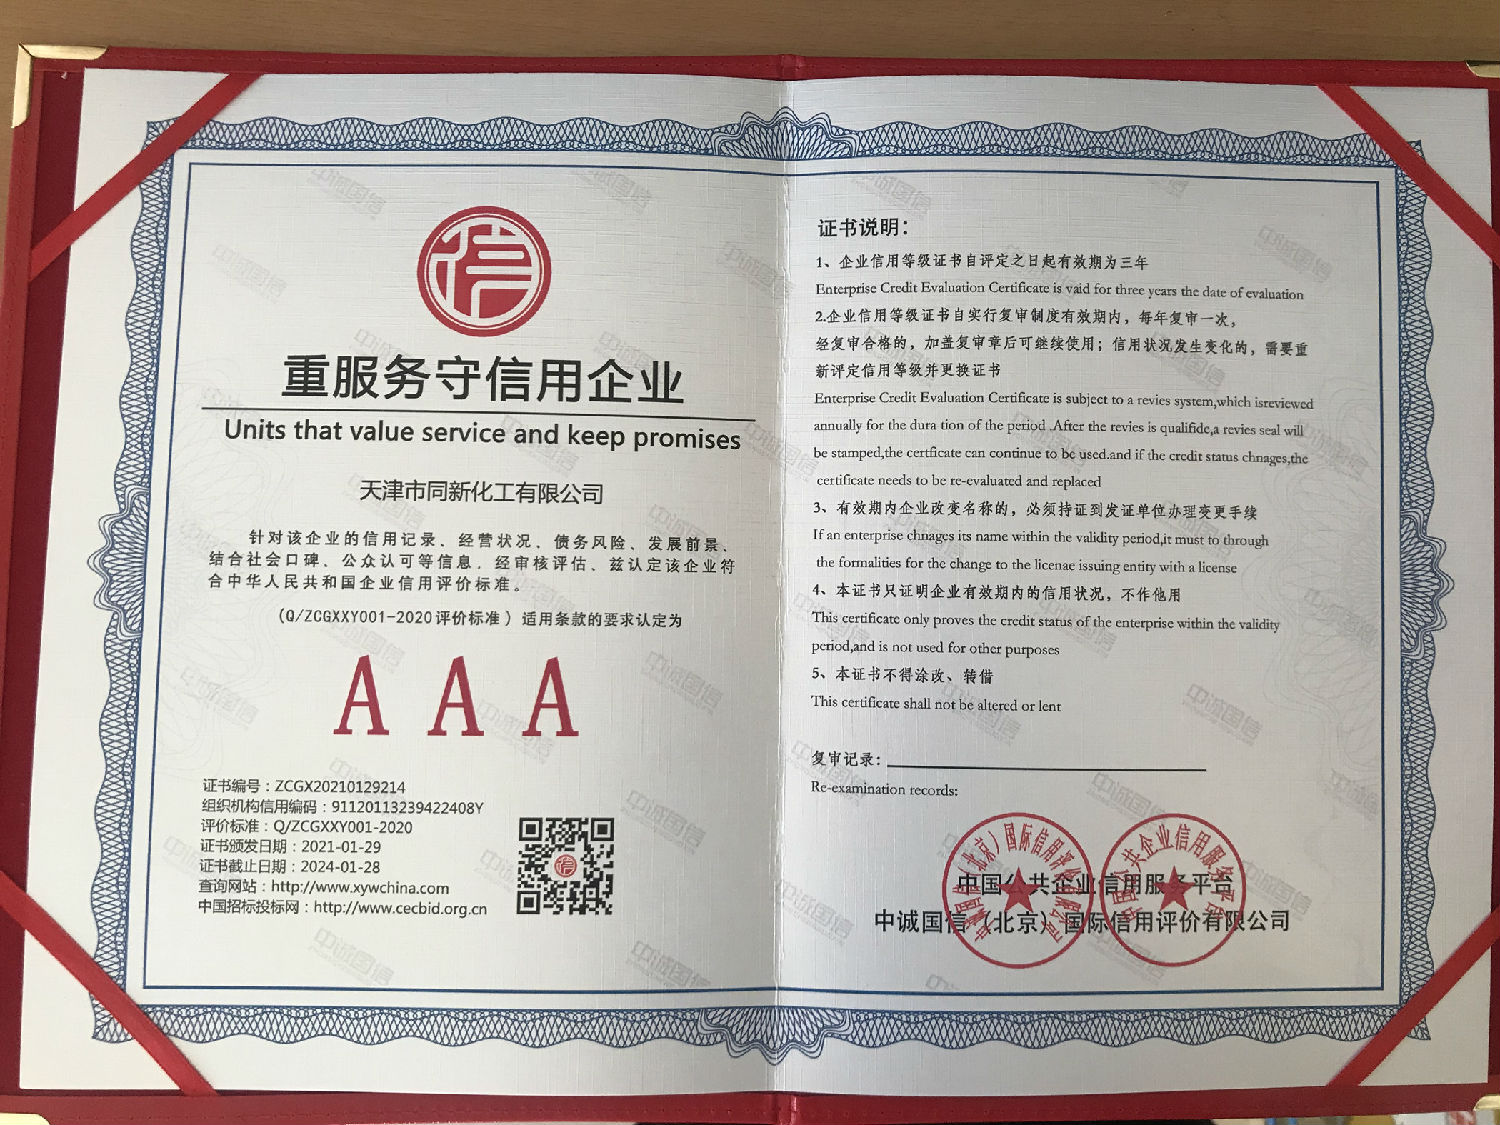 信
重服务守信用企业
Units that value service and keep promises
天津市同新化工有限公司
针对该企业的信用记录、经营状况、债务风险、发展前景、
结合社会口碑、公众认可等信息，经审核评估、兹认定该企业符
合中华人民共和国企业信用评价标准。
（Q/ZCGXXY001-2020评价标准）适用条款的要求认定为
A A A
证书编号：ZCGX20210129214
组织机构信用编码：91120113239422408Y
评价标准：Q/ZCGXXY001-2020
证书颁发日期：2021-01-29
证书截止日期：2024-01-28
查询网站：http://www.xywchina.com
中国招标投标网：http://www.cecbid.org.cn
证书说明：
1、企业信用等级证书自评定之日起有效期为三年
Enterprise Credit Evaluation Certificate is vaid for three years the date of evaluation
2.企业信用等级证书自实行复审制度有效期内，每年复审一次，
经复审合格的，加盖复审章后可继续使用；信用状况发生变化的，需要重
新评定信用等级并更换证书
Enterprise Credit Evaluation Certificate is subject to a revies system,which isreviewed
annually for the dura tion of the period .After the revies is qualifidc,a revies seal will
be stamped,the certficate can continue to be used.and if the credit status chnages,the
certificate needs to be re-evaluated and replaced
3、有效期内企业改变名称的，必须持证到发证单位办理变更手续
If an enterprise chnages its name within the validity period,it must to through
the formalities for the change to the licenae issuing entity with a license
4、本证书只证明企业有效期内的信用状况，不作他用
This certificate only proves the credit status of the enterprise within the validity
period,and is not used for other purposes
5、本证书不得涂改、转借
This certificate shall not be altered or lent
复审记录：
Re-examination records:
中国公共企业信用服务平台
中诚国信（北京）国际信用评价有限公司